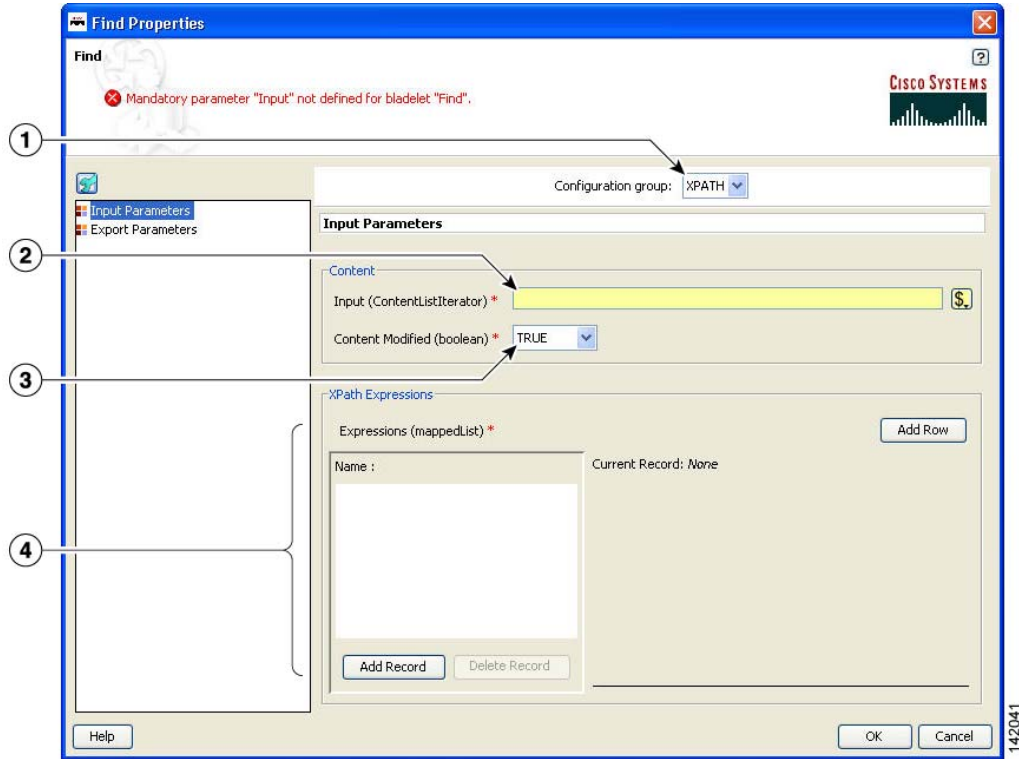 Find Properties
Find
Mandatory parameter "Input" not defined for bladelet "Find".
CISCO SYSTEMS
1
Configuration group: XPATH
Input Parameters
Export Parameters
Input Parameters
2
Content
Input (ContentListIterator) *
$
Content Modified (boolean) * TRUE
3
XPath Expressions
Expressions (mappedList) *
Add Row
Name :
Current Record: None
4
Add Record
Delete Record
Help
OK
Cancel
142041